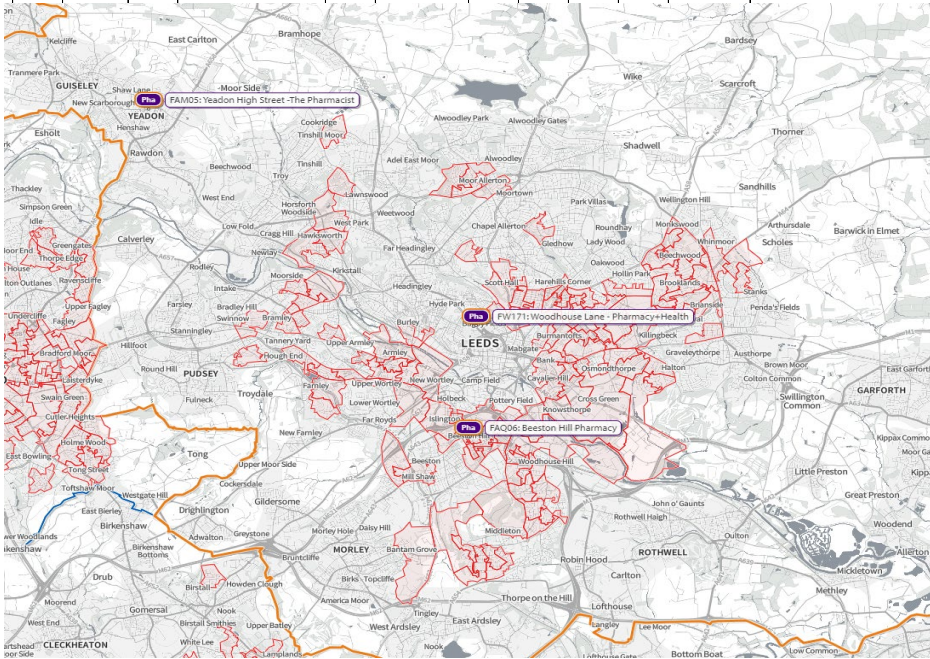 Bramhope
Kelcliffe
East Carlton
Bardsey
Tranmere Park
Wike
Scarcroft
GUISELEY
Shaw Lane
Moor Side
New Scarborough
Pha
FAM05: Yeadon High Street -The Pharmacist
YEADON
Alwoodley Park
Alwoodley Gates
Henshaw
Cookridge
Esholt
Tinshill Moor
Thorner
Shadwell
Rawdon
Adel East Moor
Alwoodley
Beechwood
Tinshill
Troy
Moor Allerton
Thackley
Lawnswood
Moortown
Sandhills
West End
Park Villas
Wellington Hill
Simpson Green
Horsforth
Woodside
Weetwood
Idle
Low Fold
West Park
Chapel Allerton
Roundhay
Monkswood
Arthursdale
Barwick in Elmet
Calverley
Cragg Hill
Hawksworth
Gledhow
Lady Wood
Whinmoor
Scholes
Greengates
Far Headingley
Thorpe Edge
A657
Newlay
Beechwood
Rodley
Kirkstall
Oakwood
Hollin Park
Ravenscliffe
Moorside
Scott Hall
Harehills Corner
Brooklands
Intake
Headingley
Stanks
Upper Fagley
Farsley
Bradley Hill
Hyde Park
Penda's Fields
Undercliffe
Swinnow
Bramley
Burley
Pha
FW171: Woodhouse Lane - Pharmacy+Health
Fagley
Stanningley
LEEDS
Burmantofts
Killingbeck
Hillfoot
Tannery Yard
Upper Armley
Mabgate
Graveleythorpe
Austhorpe
Bradford Moor
Hough End
Armley
Bank
Osmondthorpe
Halton
East Garforth
Round Hill
Brown Moor
Laisterdyke
PUDSEY
Upper Wortley
New Wortley
Camp Field
Cavalier Hill
Colton Common
Farnley
GARFORTH
Swain Green
Troydale
Fulneck
Lower Wortley
Holbeck
Pottery Field
Cross Green
Swillington
Common
Cutler Heights
Knowsthorpe
Far Royds
Islington
Pha
FAQ06: Beeston Hill Pharmacy
New Farnley
Holme Wood
Kippax Common
East Bowling
Tong
Beeston
Woodhouse Hill
Upper Moor Side
Tong Street
Mill Shaw
Little Preston
Toftshaw Moor
Cockersdale
Great Preston
Westgate Hill
Gildersome
John o' Gaunts
East Bierley
Drighlington
Rothwell Haigh
Birkenshaw
Morley Hole
Daisy Hill
Middleton
Oulton
Woodend
Adwalton
Greystone
Birkenshaw
Bottoms
MORLEY
Bantam Grove
ROTHWELL
Allerton
Bruntcliffe
Robin Hood
Mickletown
Drub
Birks
Topcliffe
Carlton
Birstall
Howden Clough
Methley
Moorend
America Moor
Thorpe on the Hill
Gomersal
Nook
Lofthouse
West End
Birstall Smithies
Upper Batley
Tingley
East Ardsley
Langley
Lee Moor
West Ardsley
White Lee
Nook
CLECKHEATON
Low Common
Bottom Boat
Lofthouse Gate